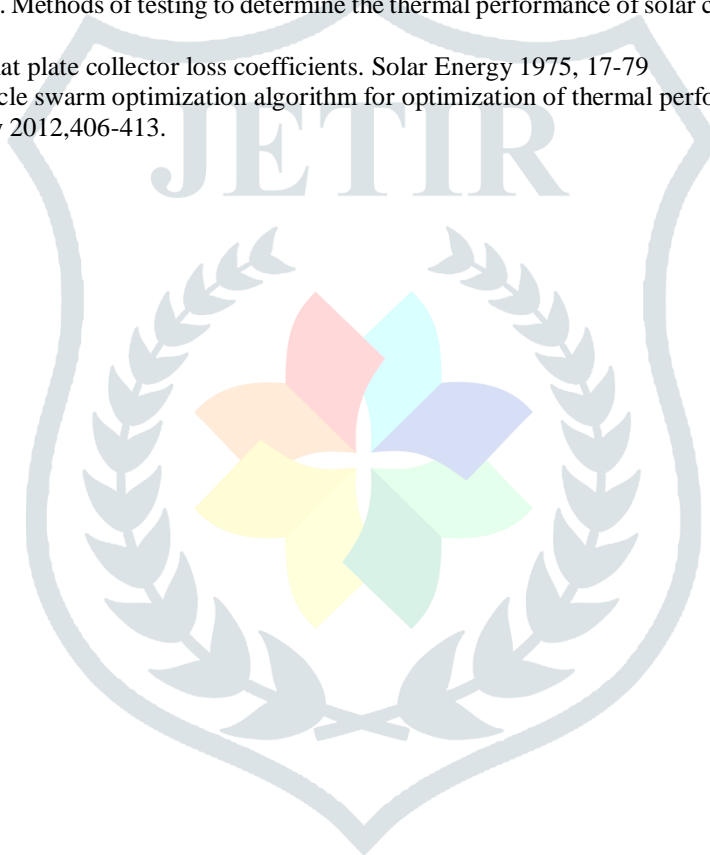 . Methods of testing to determine the thermal performance of solar c
at plate collector loss coefficients. Solar Energy 1975, 17-79
cle swarm optimization algorithm for optimization of thermal perfo
2012,406-413.
JETIR